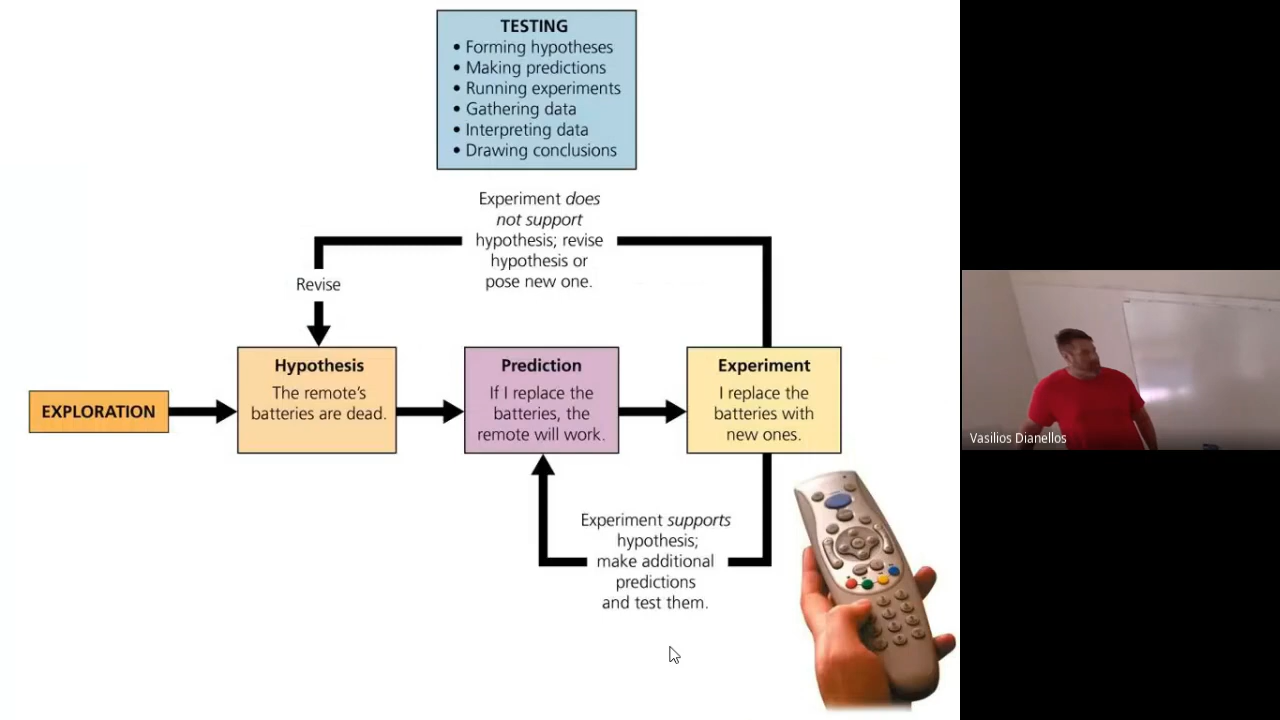 TESTING
• Forming hypotheses
• Making predictions
• Running experiments
• Gathering data
• Interpreting data
• Drawing conclusions
Experiment does
not support
hypothesis; revise
hypothesis or
pose new one.
Revise
EXPLORATION
Hypothesis
The remote's
batteries are dead.
Prediction
If I replace the
batteries, the
remote will work.
Experiment
I replace the
batteries with
new ones.
Experiment supports
hypothesis;
make additional
predictions
and test them.
Vasilios Dianellos